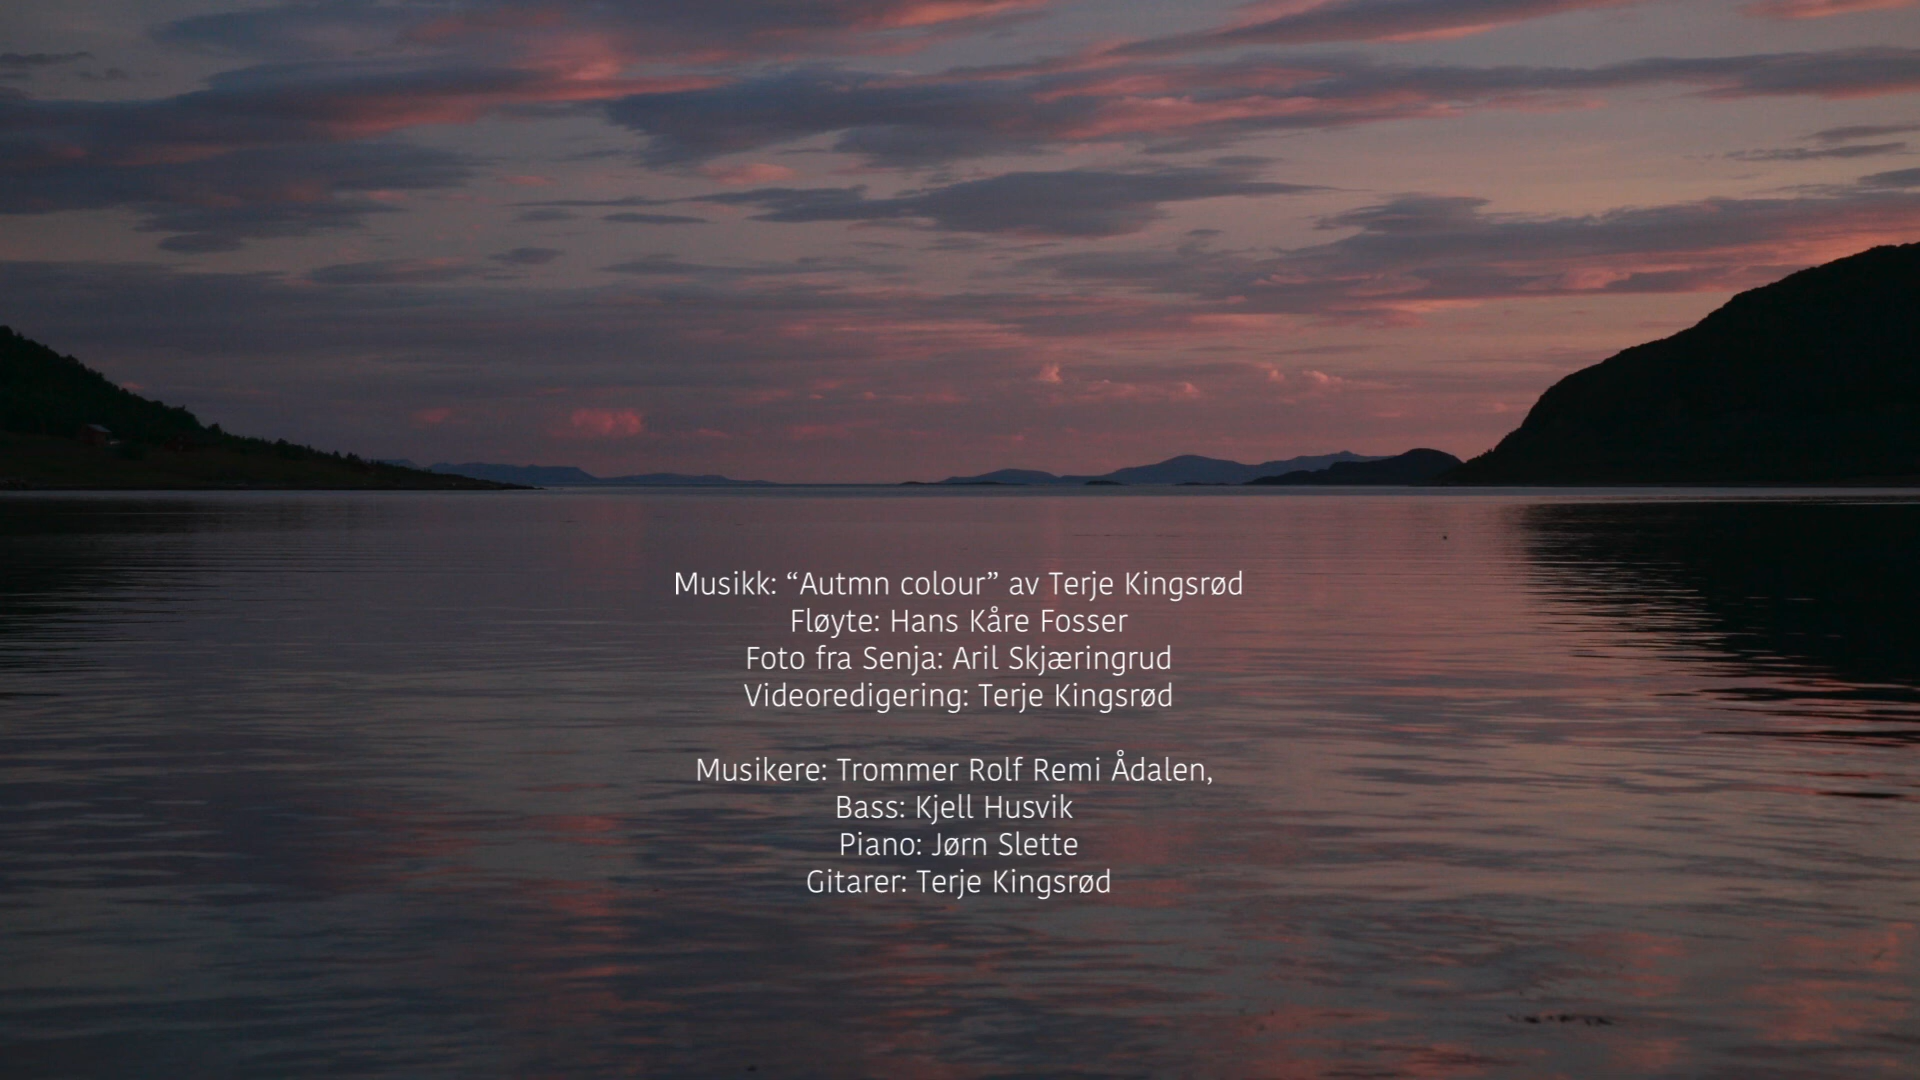 Musikk: “Autmn colour” av Terje Kingsrød
Fløyte: Hans Kåre Fosser
Foto fra Senja: Aril Skjæringrud
Videoredigering: Terje Kingsrød
Musikere: Trommer Rolf Remi Ådalen,
Bass: Kjell Husvik
Piano: Jørn Slette
Gitarer: Terje Kingsrød